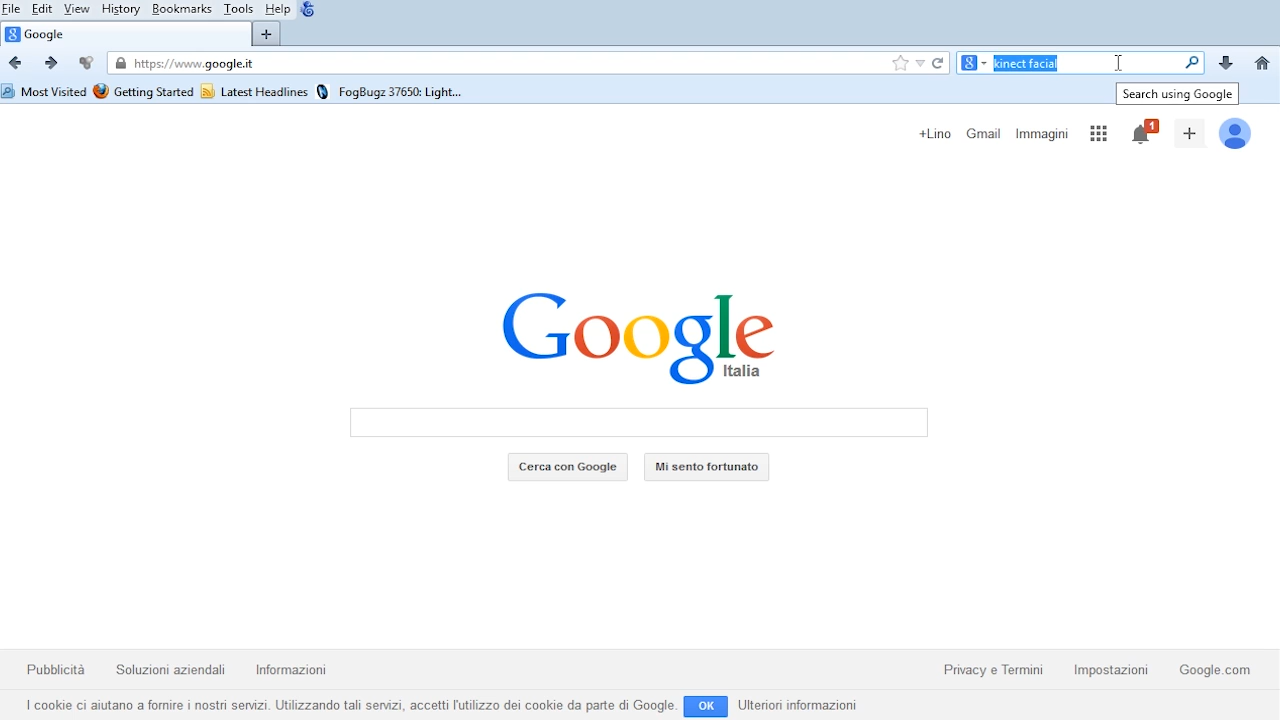 File Edit View History Bookmarks Tools Help
Google
https://www.google.it
kinect facial
Most Visited Getting Started Latest Headlines FogBugz 37650: Light...
Search using Google
+Lino Gmail Immagini 1
Google
Italia
Cerca con Google Mi sento fortunato
Pubblicità Soluzioni aziendali Informazioni Privacy e Termini Impostazioni Google.com
I cookie ci aiutano a fornire i nostri servizi. Utilizzando tali servizi, accetti l'utilizzo dei cookie da parte di Google. OK Ulteriori informazioni